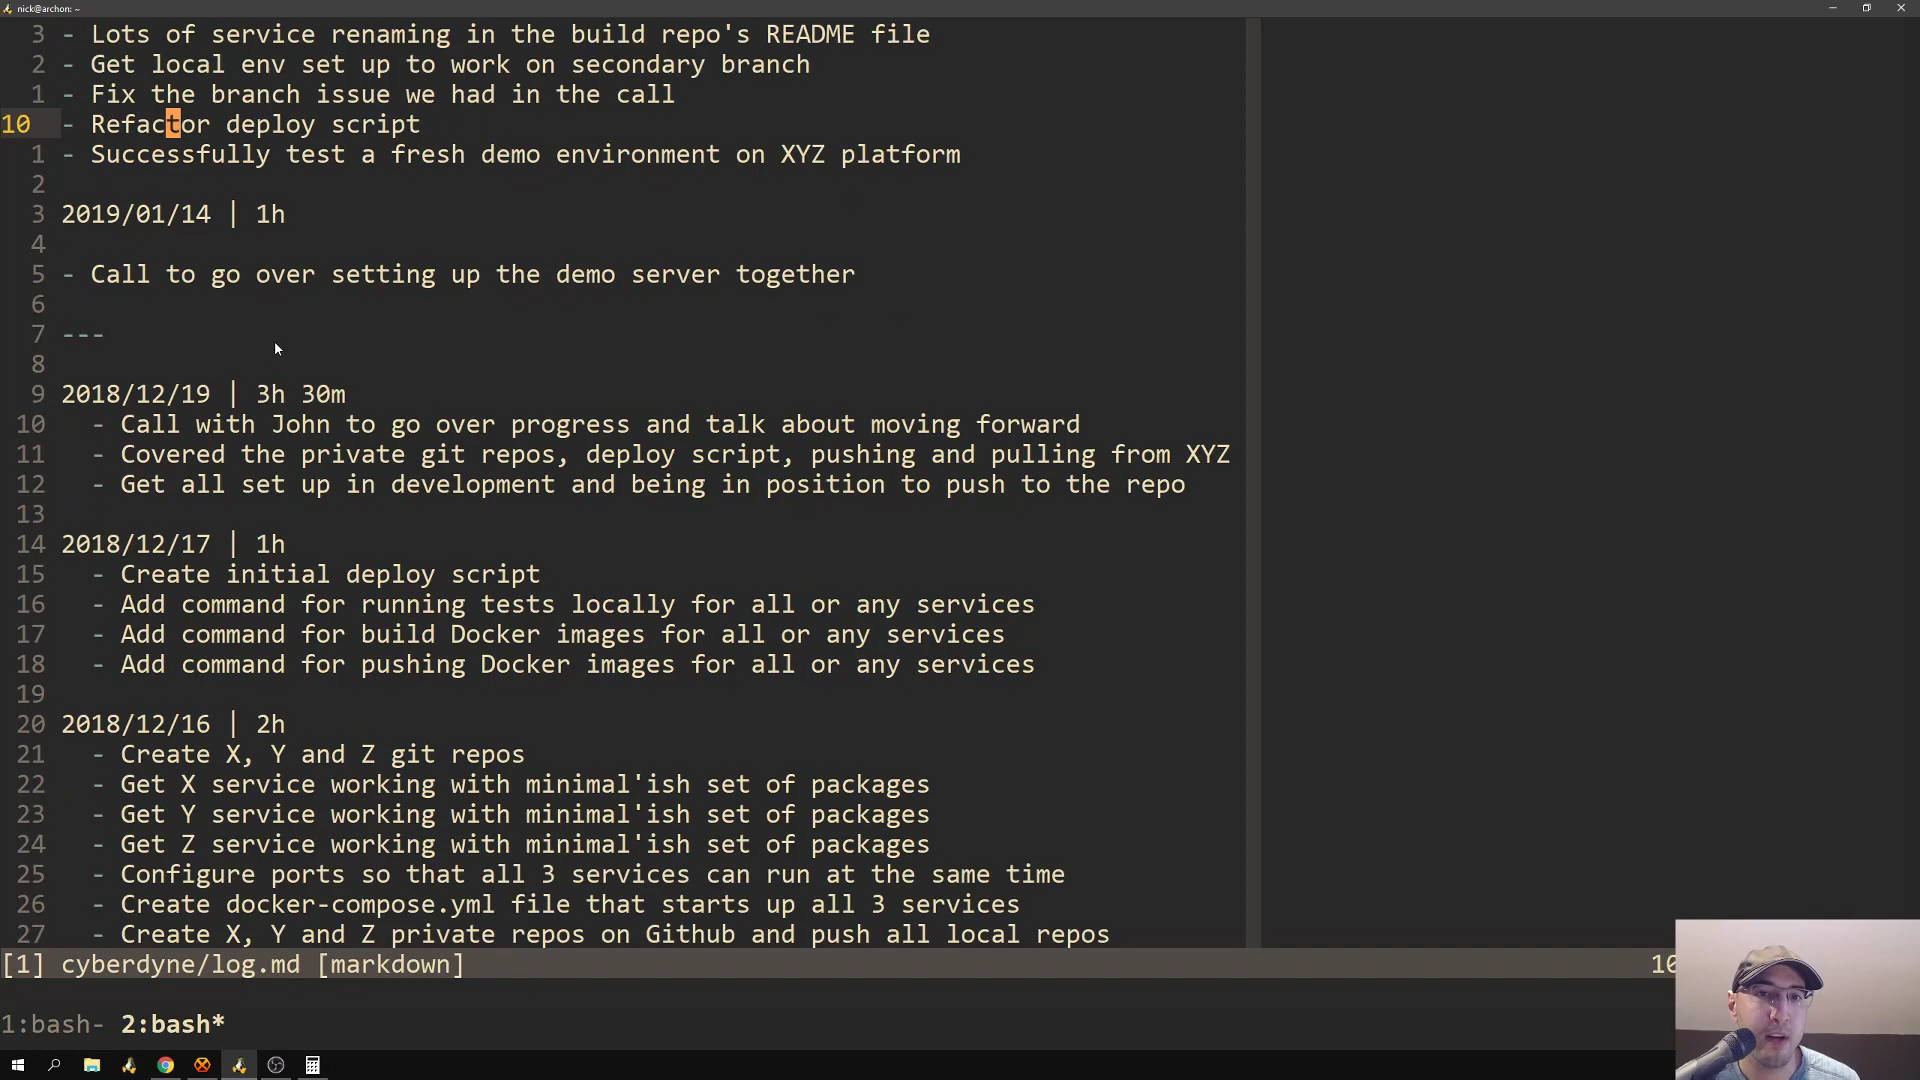 nick@archon: ~
3 - Lots of service renaming in the build repo's README file
2 - Get local env set up to work on secondary branch
1 - Fix the branch issue we had in the call
10 - Refactor deploy script
1 - Successfully test a fresh demo environment on XYZ platform
2
3 2019/01/14 | 1h
4
5 - Call to go over setting up the demo server together
6
7 ---
8
9 2018/12/19 | 3h 30m
10 - Call with John to go over progress and talk about moving forward
11 - Covered the private git repos, deploy script, pushing and pulling from XYZ
12 - Get all set up in development and being in position to push to the repo
13
14 2018/12/17 | 1h
15 - Create initial deploy script
16 - Add command for running tests locally for all or any services
17 - Add command for build Docker images for all or any services
18 - Add command for pushing Docker images for all or any services
19
20 2018/12/16 | 2h
21 - Create X, Y and Z git repos
22 - Get X service working with minimal'ish set of packages
23 - Get Y service working with minimal'ish set of packages
24 - Get Z service working with minimal'ish set of packages
25 - Configure ports so that all 3 services can run at the same time
26 - Create docker-compose.yml file that starts up all 3 services
27 - Create X, Y and Z private repos on Github and push all local repos
[1] cyberdyne/log.md [markdown] 10
1:bash- 2:bash*